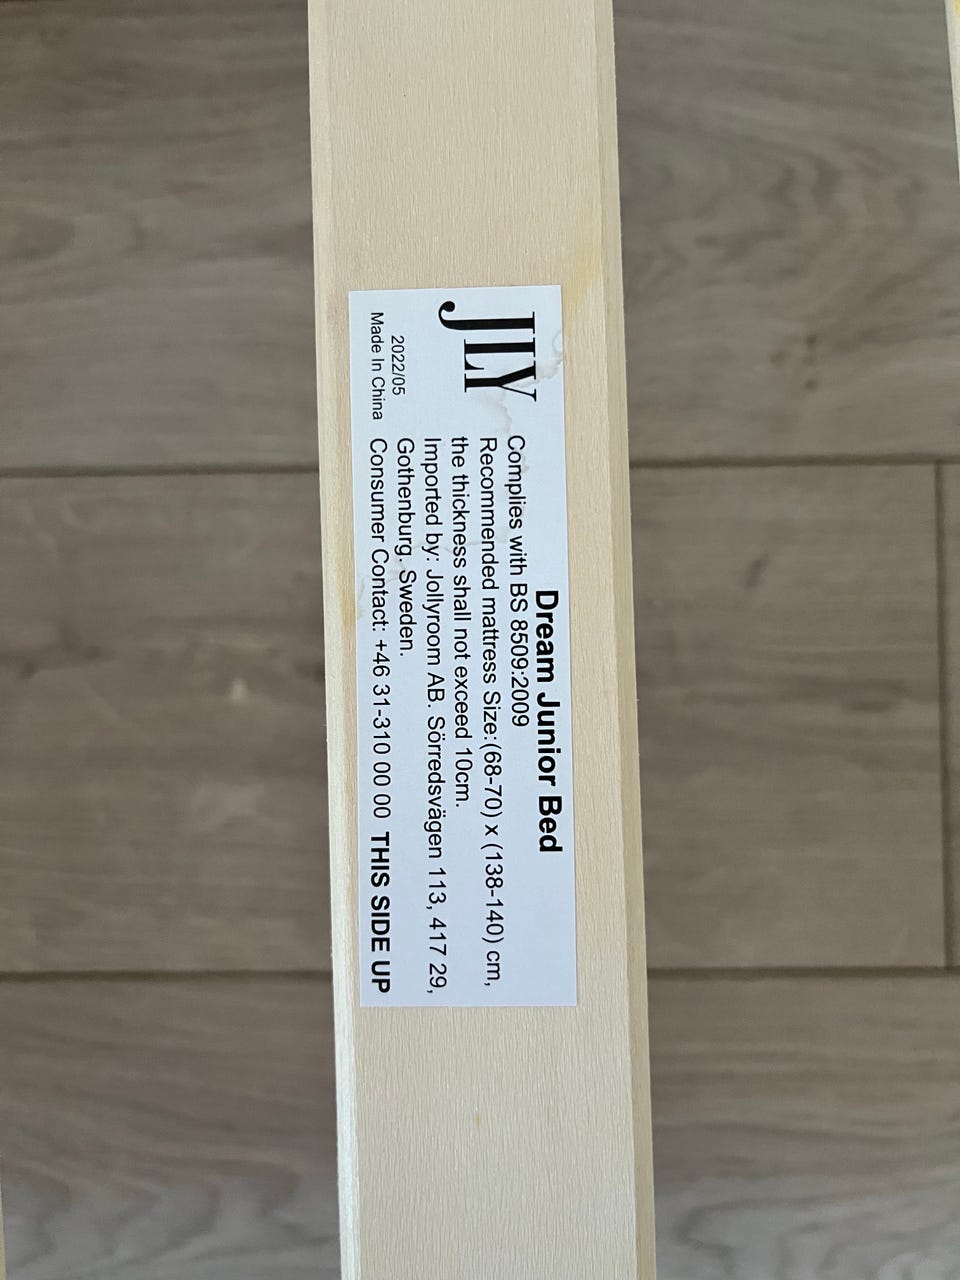 Dream Junior Bed
JLY
Complies with BS 8509:2009
Recommended mattress Size:(68-70) x (138-140) cm,
the thickness shall not exceed 10cm.
Imported by: Jollyroom AB. Sörredsvägen 113, 417 29,
Gothenburg, Sweden.
2022/05
Made In China
Consumer Contact: +46 31-310 00 00 THIS SIDE UP